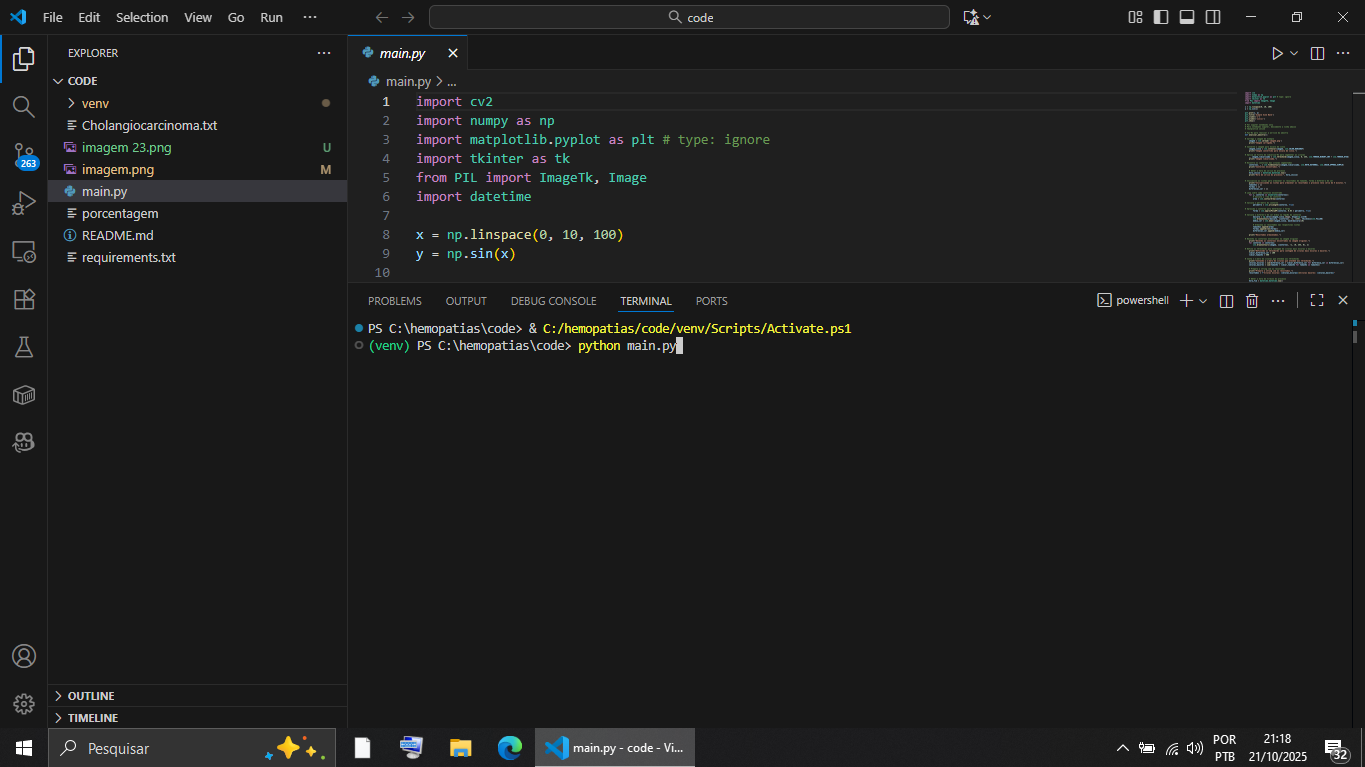 File Edit Selection View Go Run ···
code
EXPLORER
main.py
CODE
venv
Cholangiocarcinoma.txt
imagem 23.png U
imagem.png M
main.py
porcentagem
README.md
requirements.txt
263
OUTLINE
TIMELINE
main.py > ...
1 import cv2
2 import numpy as np
3 import matplotlib.pyplot as plt # type: ignore
4 import tkinter as tk
5 from PIL import ImageTk, Image
6 import datetime
7
8 x = np.linspace(0, 10, 100)
9 y = np.sin(x)
10
PROBLEMS OUTPUT DEBUG CONSOLE TERMINAL PORTS
powershell
PS C:\hemopatias\code> & C:/hemopatias/code/venv/Scripts/Activate.ps1
(venv) PS C:\hemopatias\code> python main.py
Pesquisar
main.py - code - Vi...
POR
PTB
21:18
21/10/2025
32